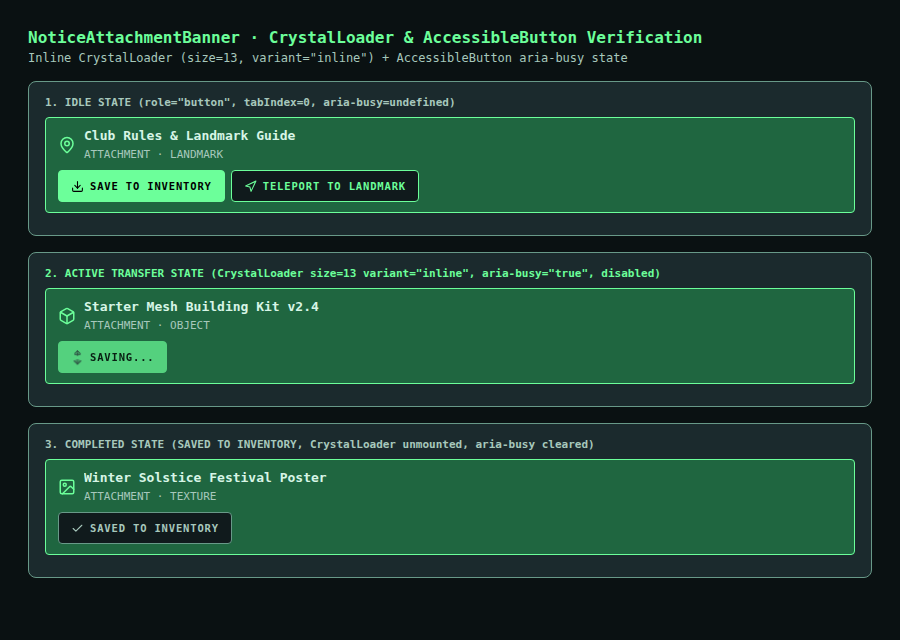 NoticeAttachmentBanner · CrystalLoader & AccessibleButton Verification
Inline CrystalLoader (size=13, variant="inline") + AccessibleButton aria-busy state
1. IDLE STATE (role="button", tabIndex=0, aria-busy=undefined)
Club Rules & Landmark Guide
ATTACHMENT · LANDMARK
SAVE TO INVENTORY
TELEPORT TO LANDMARK
2. ACTIVE TRANSFER STATE (CrystalLoader size=13 variant="inline", aria-busy="true", disabled)
Starter Mesh Building Kit v2.4
ATTACHMENT · OBJECT
SAVING...
3. COMPLETED STATE (SAVED TO INVENTORY, CrystalLoader unmounted, aria-busy cleared)
Winter Solstice Festival Poster
ATTACHMENT · TEXTURE
SAVED TO INVENTORY